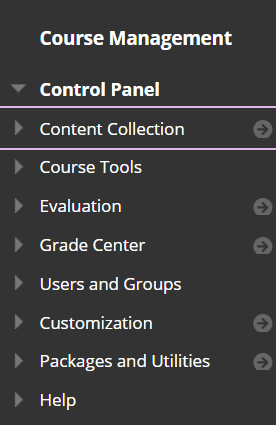 Course Management
Control Panel
Content Collection
Course Tools
Evaluation
Grade Center
Users and Groups
Customization
Packages and Utilities
Help